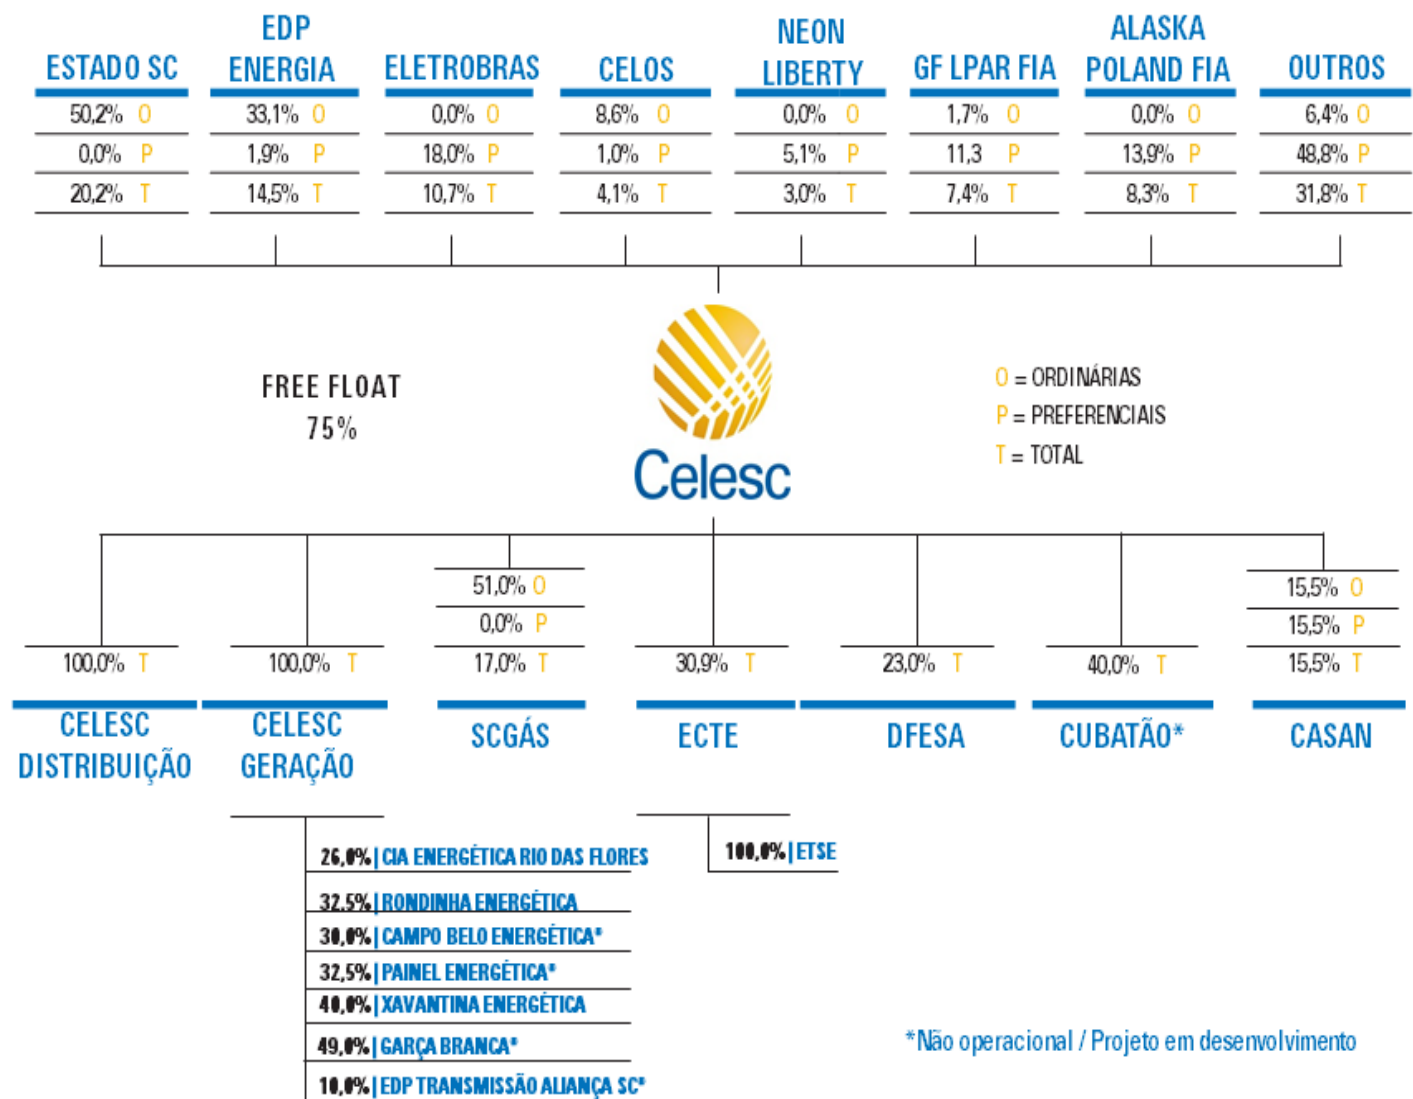 ESTADO SC
EDP
ENERGIA
ELETROBRAS
CELOS
NEON
LIBERTY
GF LPAR FIA
ALASKA
POLAND FIA
OUTROS
50,2% O
33,1% O
0,0% O
8,6% O
0,0% O
1,7% O
0,0% O
6,4% O
0,0% P
1,9% P
18,0% P
1,0% P
5,1% P
11,3 P
13,9% P
48,8% P
20,2% T
14,5% T
10,7% T
4,1% T
3,0% T
7,4% T
8,3% T
31,8% T
FREE FLOAT
75%
Celesc
O = ORDINÁRIAS
P = PREFERENCIAIS
T = TOTAL
51,0% O
0,0% P
17,0% T
15,5% O
15,5% P
15,5% T
100,0% T
100,0% T
30,9% T
23,0% T
40,0% T
CELESC
DISTRIBUIÇÃO
CELESC
GERAÇÃO
SCGÁS
ECTE
DFESA
CUBATÃO*
CASAN
26,0% | CIA ENERGÉTICA RIO DAS FLORES
32,5% | RONDINHA ENERGÉTICA
30,0% | CAMPO BELO ENERGÉTICA*
32,5% | PAINEL ENERGÉTICA*
40,0% | XAVANTINA ENERGÉTICA
49,0% | GARÇA BRANCA*
10,0% | EDP TRANSMISSÃO ALIANÇA SC*
100,0% | ETSE
*Não operacional / Projeto em desenvolvimento